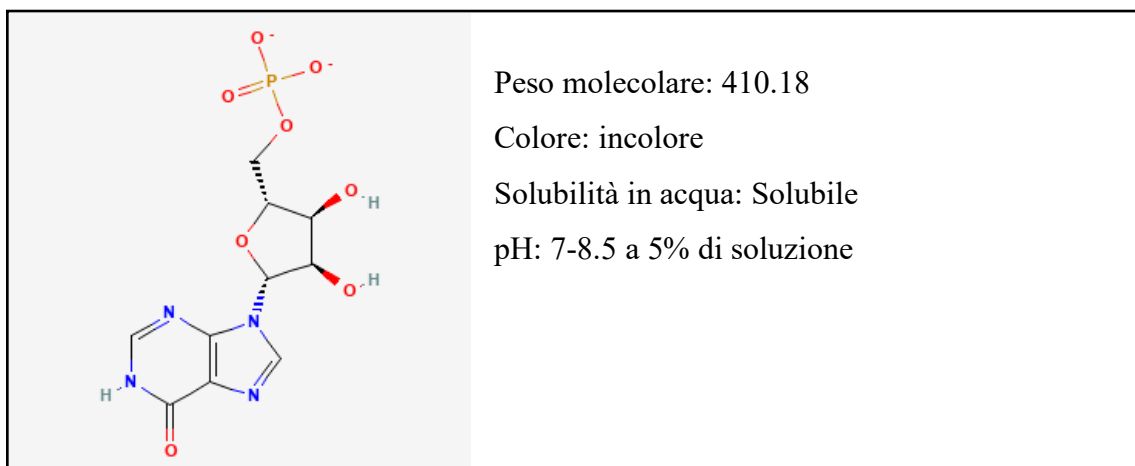 O-
P
O-
O
O
O
H
O
O
H
N
N
H
N
N
O
Peso molecolare: 410.18
Colore: incolore
Solubilità in acqua: Solubile
pH: 7-8.5 a 5% di soluzione